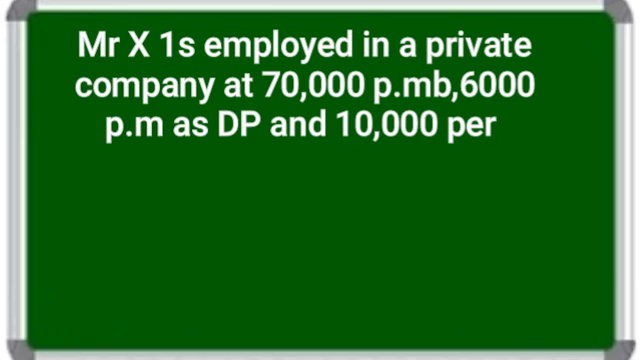 Mr X 1s employed in a private
company at 70,000 p.mb,6000
p.m as DP and 10,000 per